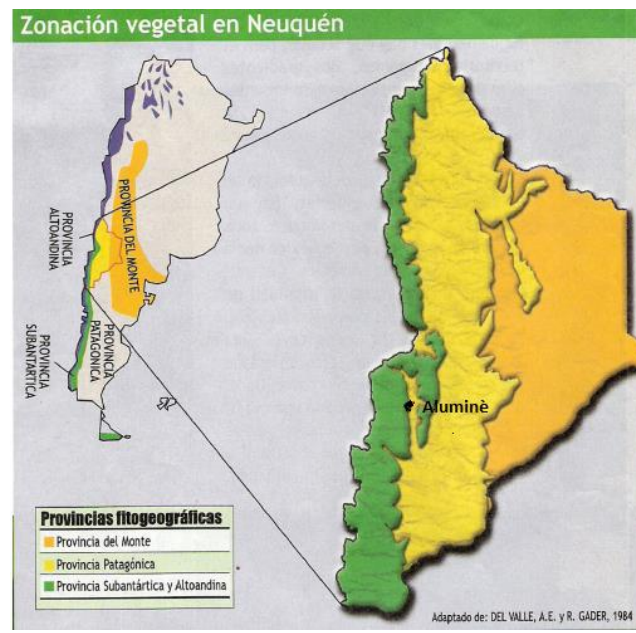 Zonación vegetal en Neuquén
PROVINCIA
ALTOANDINA
PROVINCIA DEL MONTE
PROVINCIA
SUBANTARTICA
PROVINCIA
PATAGÓNICA
Aluminè
Provincias fitogeográficas
Provincia del Monte
Provincia Patagónica
Provincia Subantártica y Altoandina
Adaptado de: DEL VALLE, A.E. y R. GADER, 1984